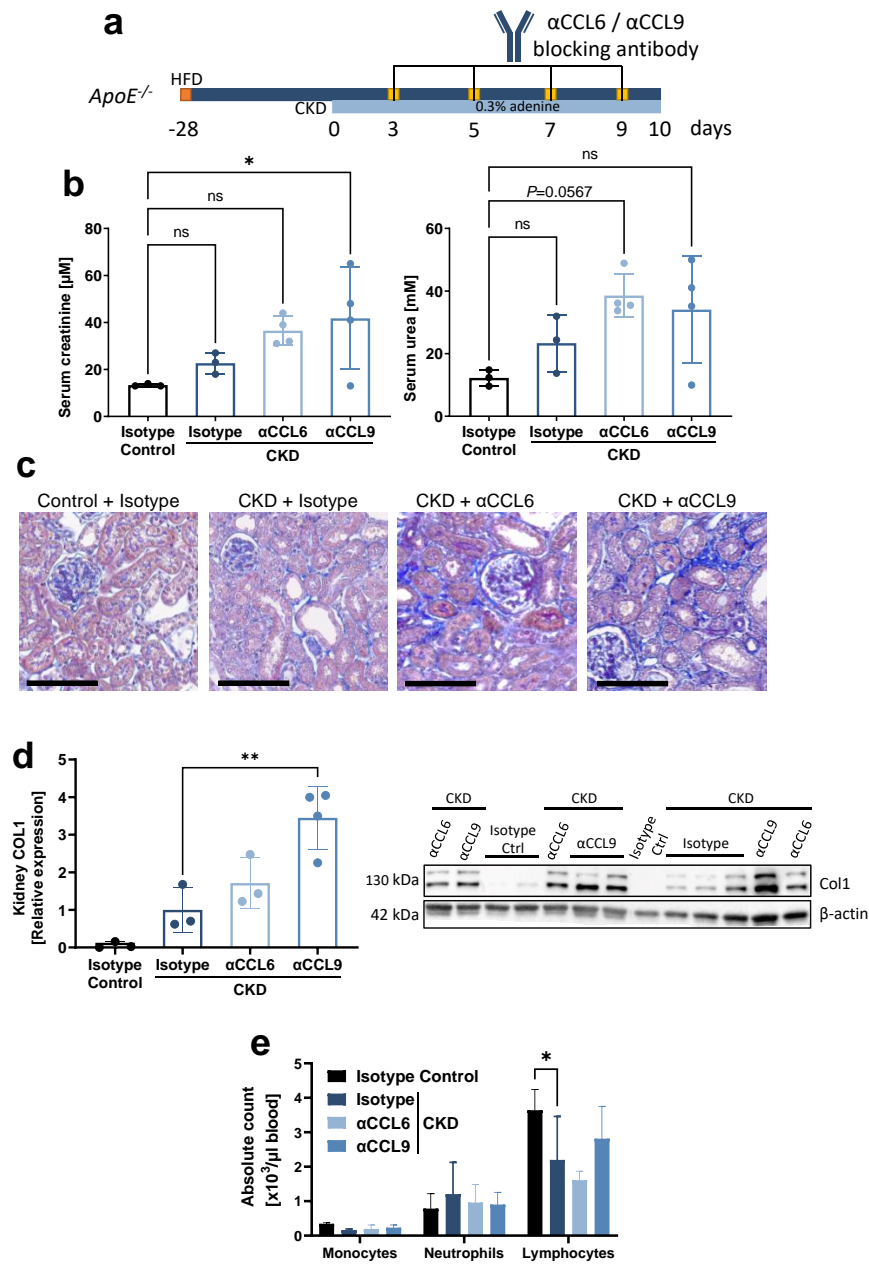 a
αCCL6 / αCCL9
blocking antibody
HFD
ApoE-/-
CKD
0.3% adenine
-28 0 3 5 7 9 10 days
b
*
ns
ns
80
60
40
20
0
Serum creatinine [µM]
Isotype Control
Isotype
αCCL6
αCCL9
CKD
ns
P=0.0567
ns
60
40
20
0
Serum urea [mM]
Isotype Control
Isotype
αCCL6
αCCL9
CKD
c
Control + Isotype
CKD + Isotype
CKD + αCCL6
CKD + αCCL9
d
**
5
4
3
2
1
0
Kidney COL1
[Relative expression]
Isotype Control
Isotype
αCCL6
αCCL9
CKD
CKD
CKD
CKD
αCCL6
αCCL9
Isotype
Ctrl
αCCL6
αCCL9
Isotype
Ctrl
Isotype
αCCL9
αCCL6
130 kDa
Col1
42 kDa
β-actin
e
*
5
4
3
2
1
0
Absolute count
[x10³/µl blood]
Isotype Control
Isotype
αCCL6
αCCL9
CKD
Monocytes
Neutrophils
Lymphocytes